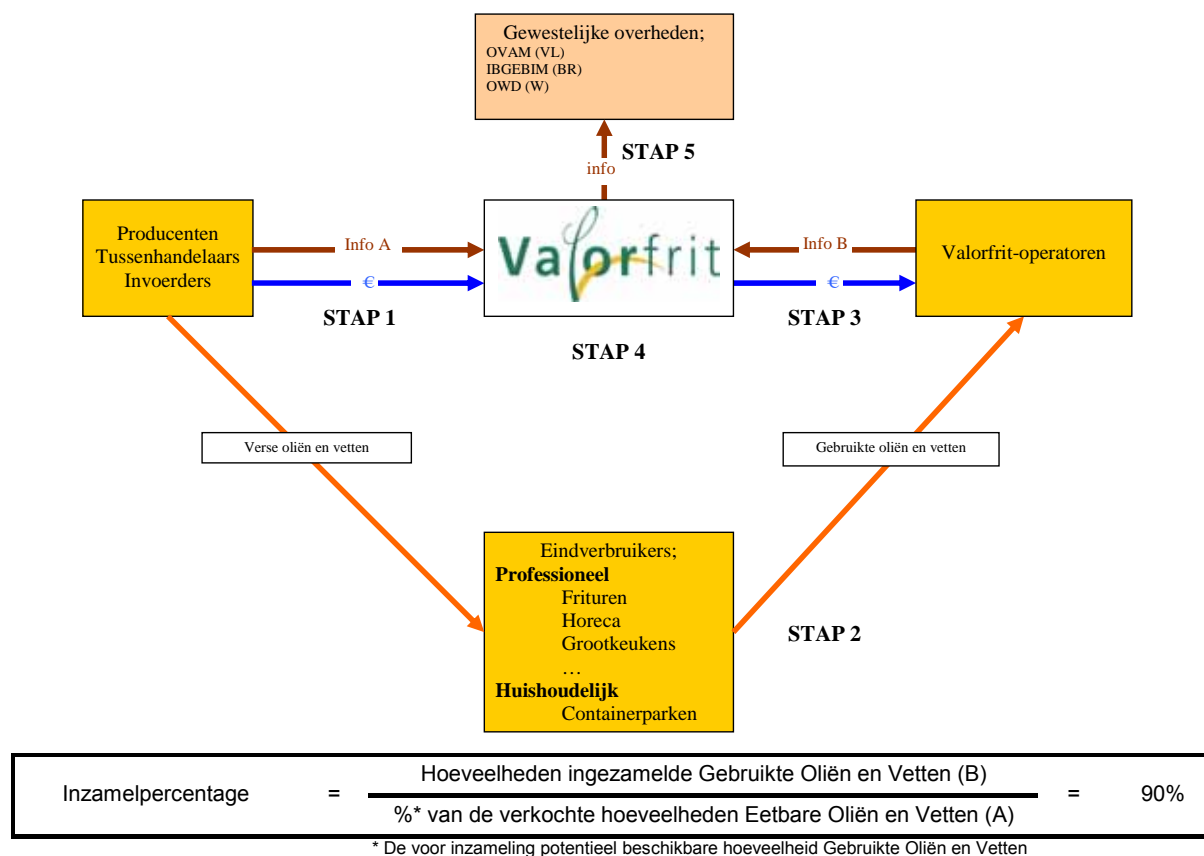 Gewestelijke overheden;
OVAM (VL)
IBGEBIM (BR)
OWD (W)
STAP 5
info
Producenten
Tussenhandelaars
Invoerders
Info A
€
STAP 1
Valorfrit
STAP 4
Info B
€
STAP 3
Valorfrit-operatoren
Verse oliën en vetten
Gebruikte oliën en vetten
Eindverbruikers;
Professioneel
Frituren
Horeca
Grootkeukens
…
Huishoudelijk
Containerparken
STAP 2
Inzamelpercentage = Hoeveelheden ingezamelde Gebruikte Oliën en Vetten (B) = 90%
%* van de verkochte hoeveelheden Eetbare Oliën en Vetten (A)
* De voor inzameling potentieel beschikbare hoeveelheid Gebruikte Oliën en Vetten